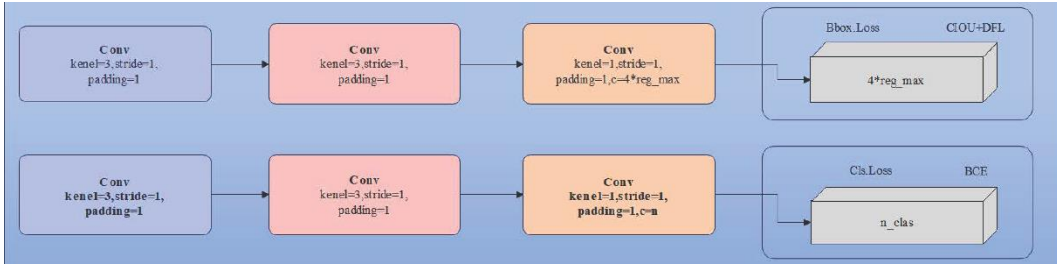 Conv
kenel=3,stride=1,
padding=1
Conv
kenel=3,stride=1,
padding=1
Conv
kenel=1,stride=1,
padding=1,c=4*reg_max
Bbox.Loss CIOU+DFL
4*reg_max
Conv
kenel=3,stride=1,
padding=1
Conv
kenel=3,stride=1,
padding=1
Conv
kenel=1,stride=1,
padding=1,c=n
Cls.Loss BCE
n_clas